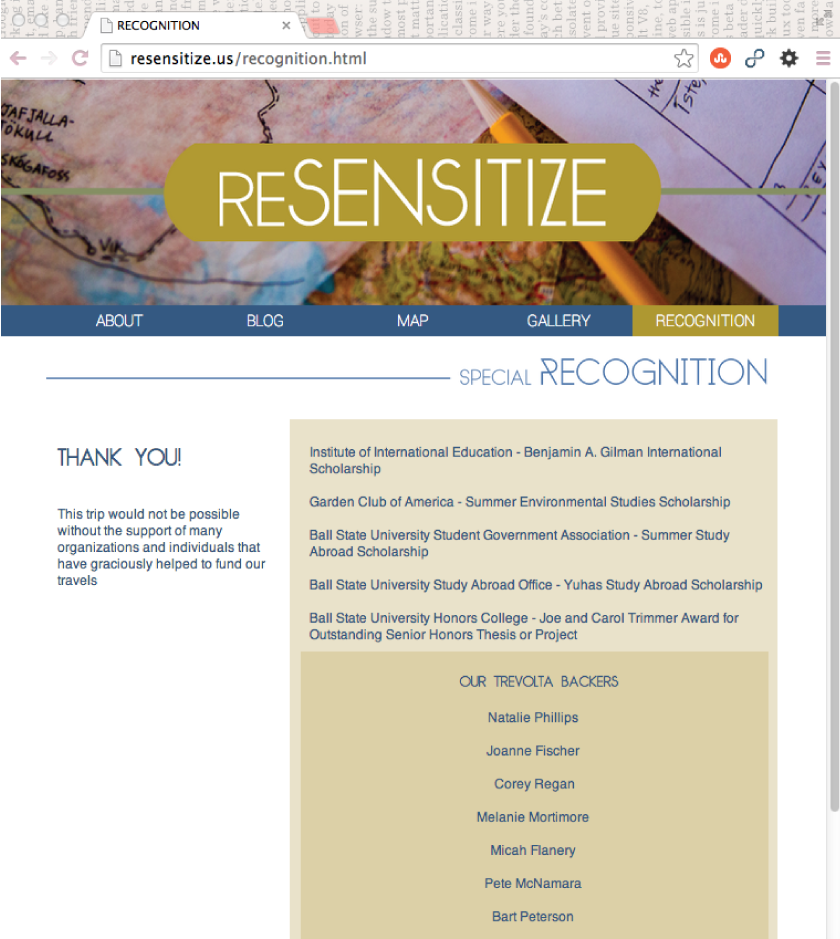 RECOGNITION
resensitize.us/recognition.html
JAFJALLA-
JÖKULL
SKÓGAFOSS
VIK
RESENSITIZE
ABOUT BLOG MAP GALLERY RECOGNITION
SPECIAL RECOGNITION
THANK YOU!
This trip would not be possible
without the support of many
organizations and individuals that
have graciously helped to fund our
travels
Institute of International Education - Benjamin A. Gilman International
Scholarship
Garden Club of America - Summer Environmental Studies Scholarship
Ball State University Student Government Association - Summer Study
Abroad Scholarship
Ball State University Study Abroad Office - Yuhas Study Abroad Scholarship
Ball State University Honors College - Joe and Carol Trimmer Award for
Outstanding Senior Honors Thesis or Project
OUR TREVOLTA BACKERS
Natalie Phillips
Joanne Fischer
Corey Regan
Melanie Mortimore
Micah Flanery
Pete McNamara
Bart Peterson